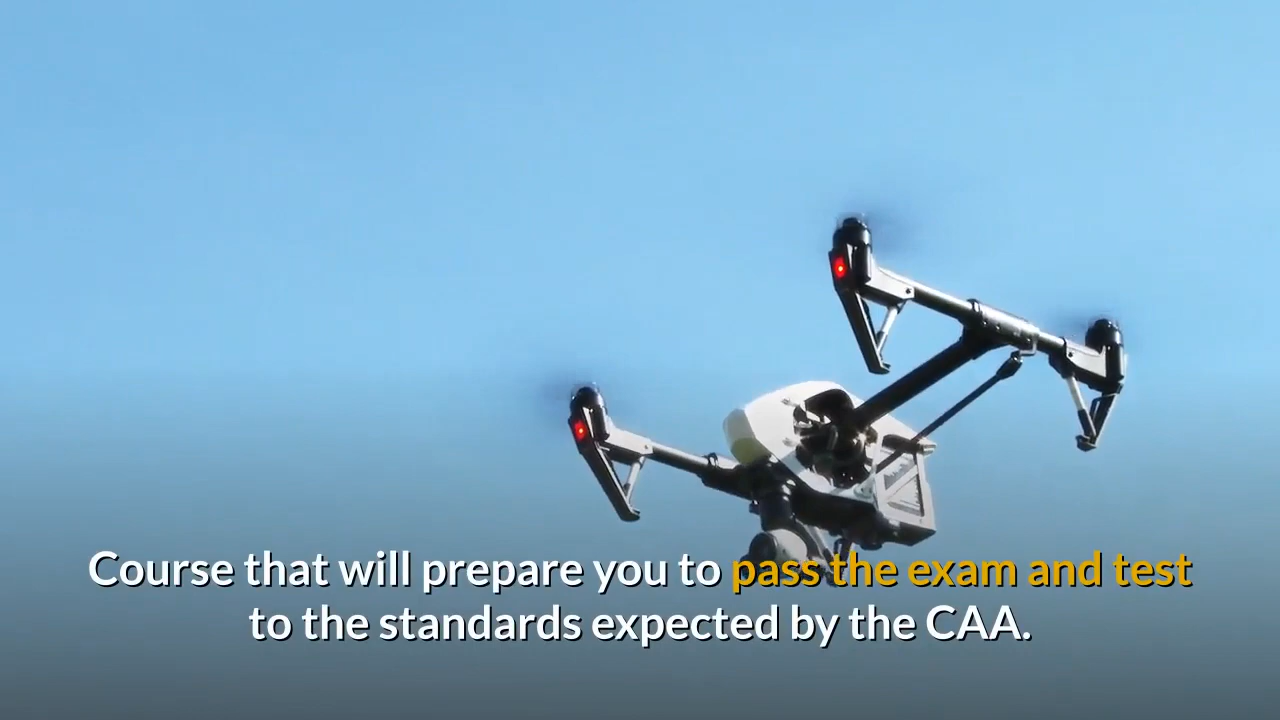 Course that will prepare you to pass the exam and test
to the standards expected by the CAA.